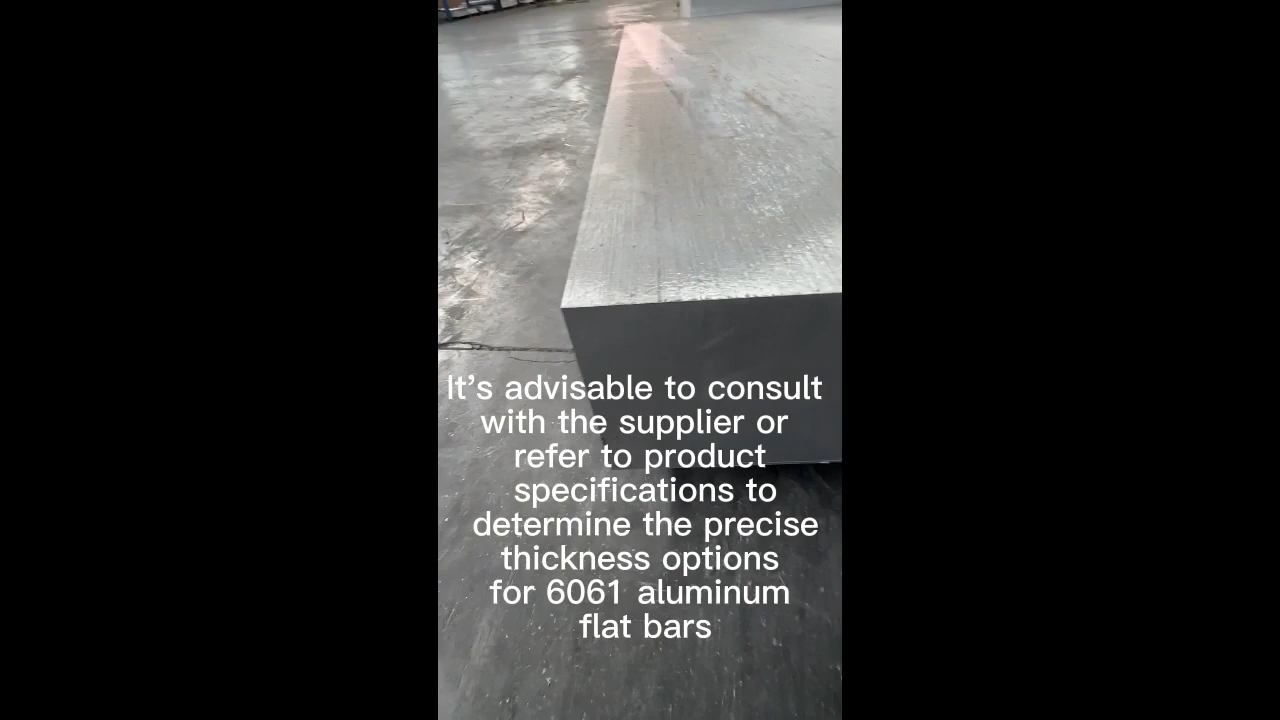 It's advisable to consult
with the supplier or
refer to product
specifications to
determine the precise
thickness options
for 6061 aluminum
flat bars